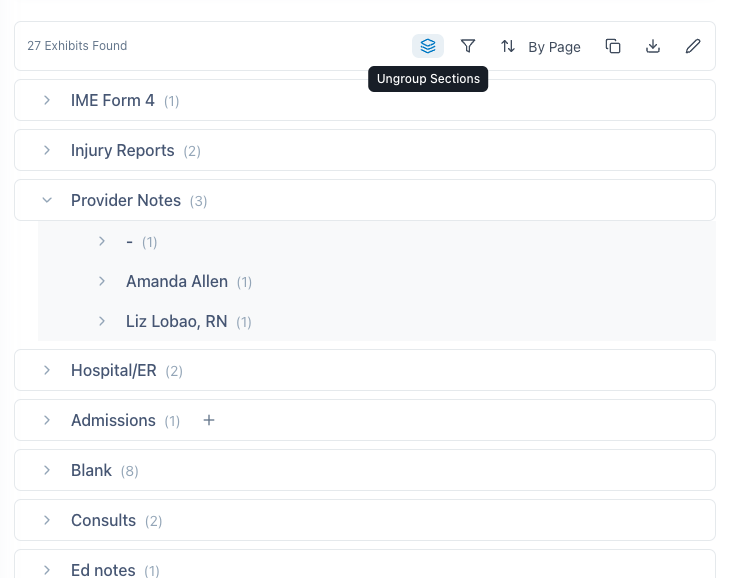 27 Exhibits Found By Page
Ungroup Sections
IME Form 4 (1)
Injury Reports (2)
Provider Notes (3)
- (1)
Amanda Allen (1)
Liz Lobao, RN (1)
Hospital/ER (2)
Admissions (1) +
Blank (8)
Consults (2)
Ed notes (1)